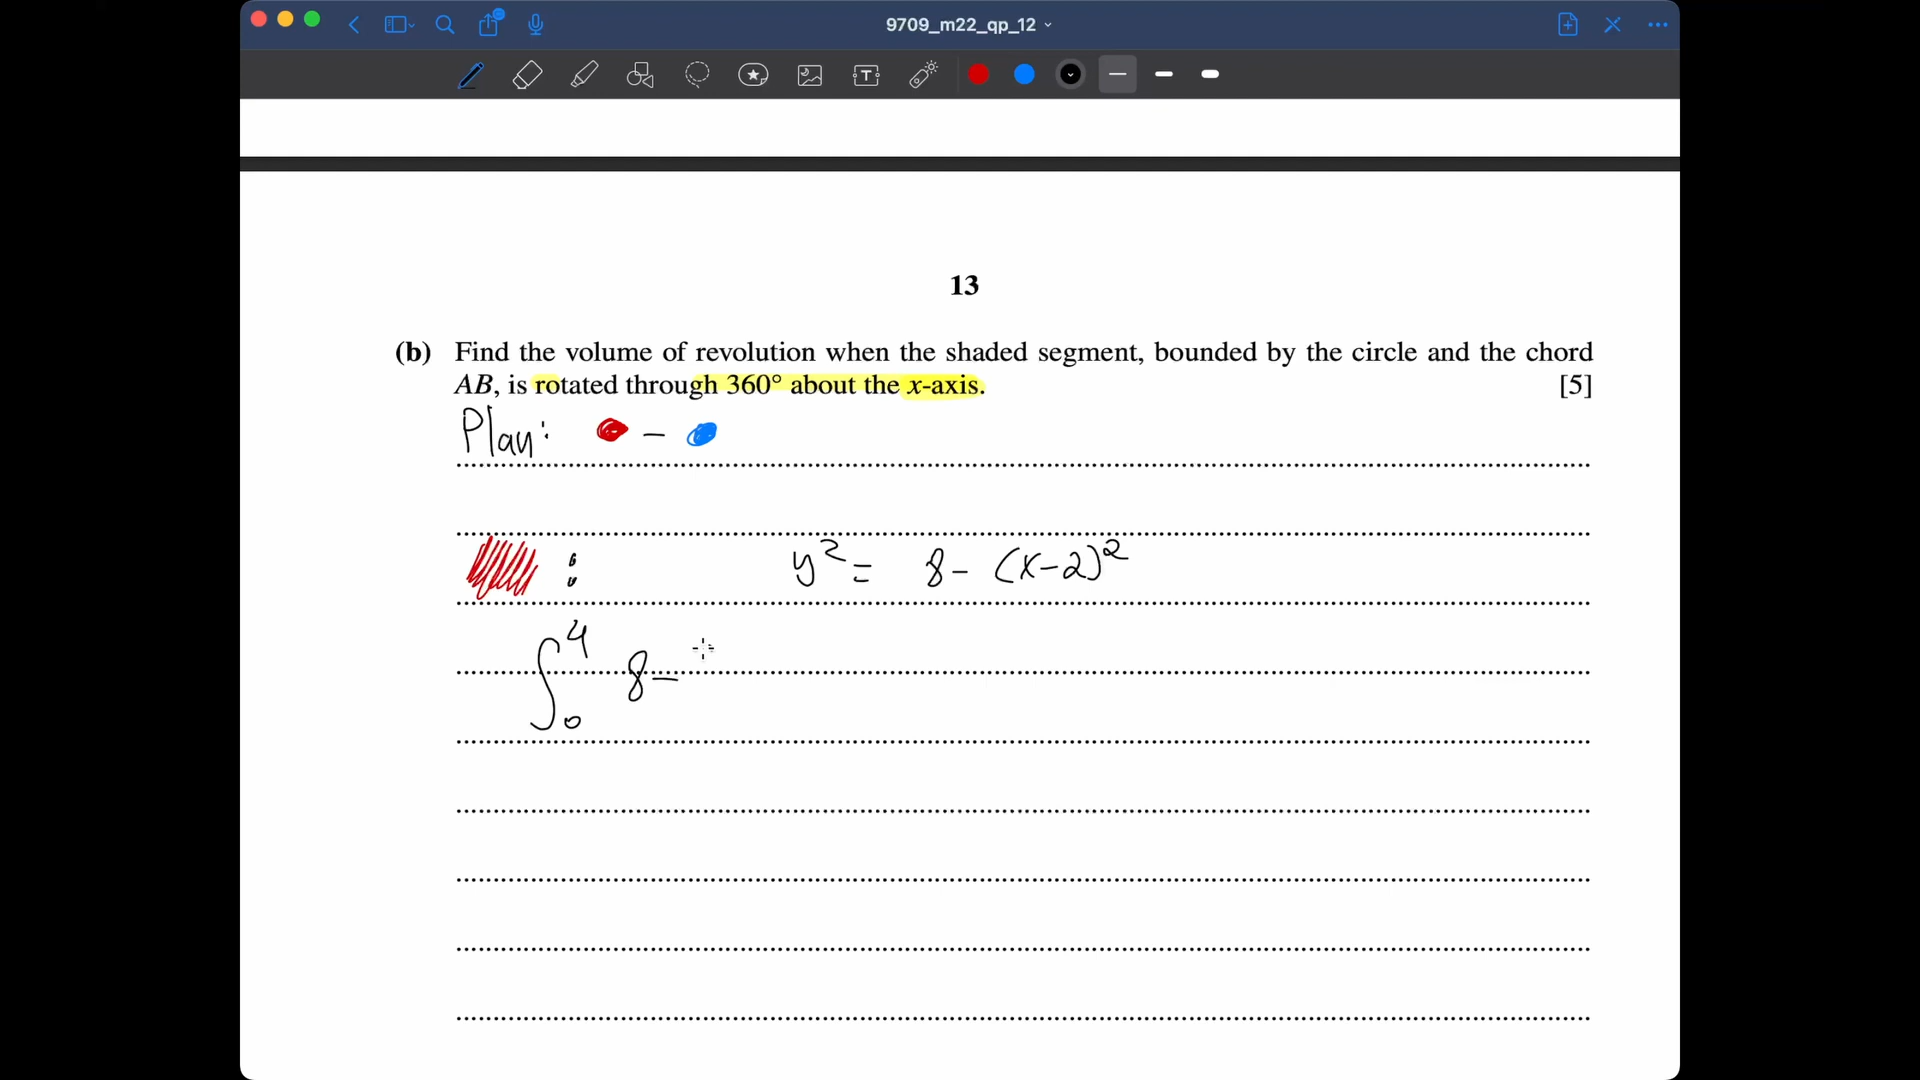 9709_m22_qp_12
13
(b) Find the volume of revolution when the shaded segment, bounded by the circle and the chord
AB, is rotated through 360° about the x-axis. [5]
Plan: −
: y² = 8 − (x−2)²
∫₀⁴ 8 −